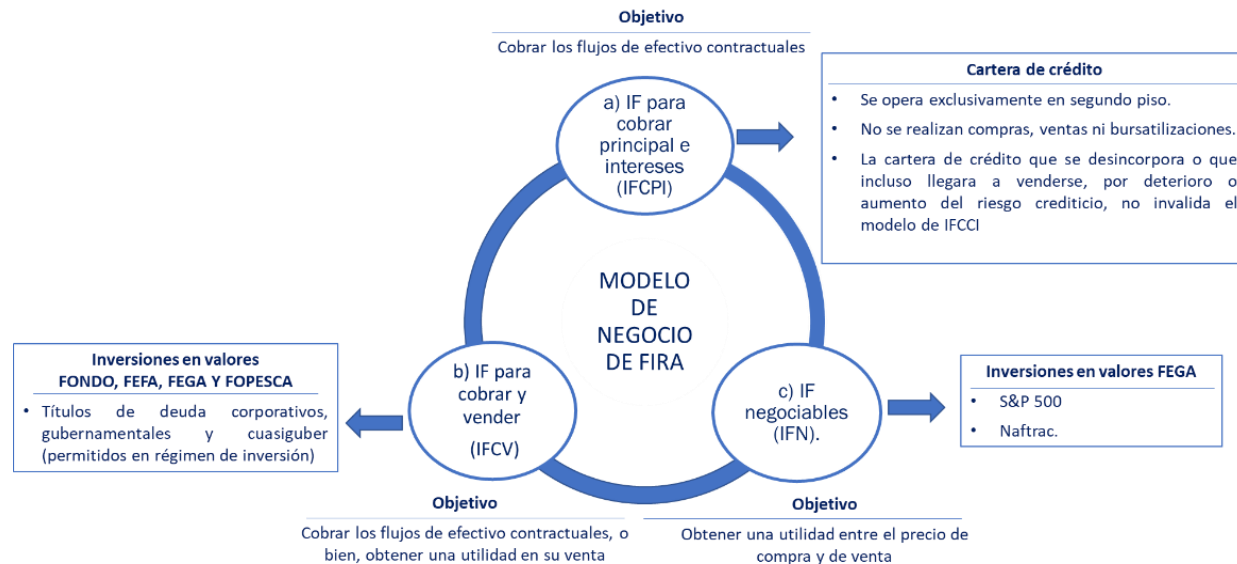 Objetivo
Cobrar los flujos de efectivo contractuales
a) IF para
cobrar
principal e
intereses
(IFCPI)
Cartera de crédito
• Se opera exclusivamente en segundo piso.
• No se realizan compras, ventas ni bursatilizaciones.
• La cartera de crédito que se desincorpora o que
incluso llegara a venderse, por deterioro o
aumento del riesgo crediticio, no invalida el
modelo de IFCCI
MODELO
DE
NEGOCIO
DE FIRA
Inversiones en valores
FONDO, FEFA, FEGA Y FOPESCA
• Títulos de deuda corporativos,
gubernamentales y cuasiguber
(permitidos en régimen de inversión)
b) IF para
cobrar y
vender
(IFCV)
c) IF
negociables
(IFN).
Inversiones en valores FEGA
• S&P 500
• Naftrac.
Objetivo
Cobrar los flujos de efectivo contractuales, o
bien, obtener una utilidad en su venta
Objetivo
Obtener una utilidad entre el precio de
compra y de venta